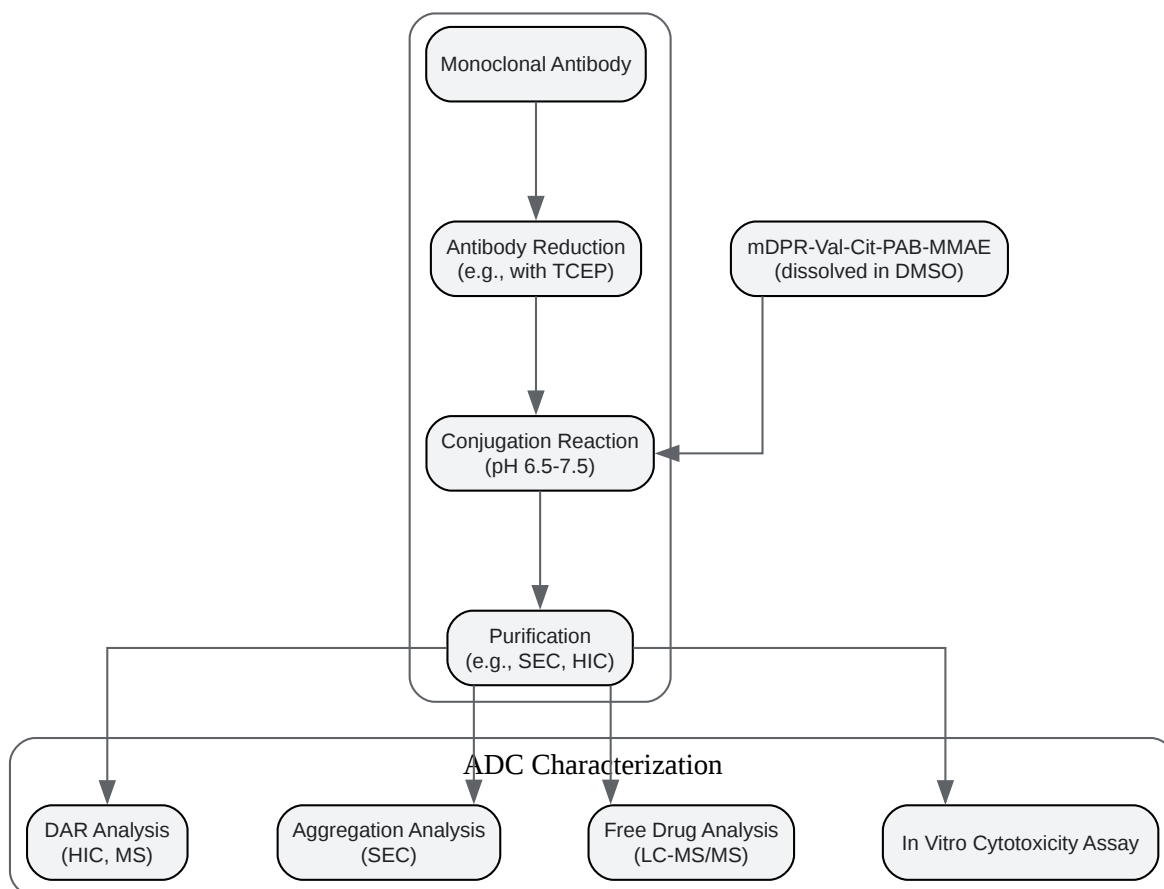 Monoclonal Antibody
Antibody Reduction
(e.g., with TCEP)
mDPR-Val-Cit-PAB-MMAE
(dissolved in DMSO)
Conjugation Reaction
(pH 6.5-7.5)
Purification
(e.g., SEC, HIC)
ADC Characterization
DAR Analysis
(HIC, MS)
Aggregation Analysis
(SEC)
Free Drug Analysis
(LC-MS/MS)
In Vitro Cytotoxicity Assay